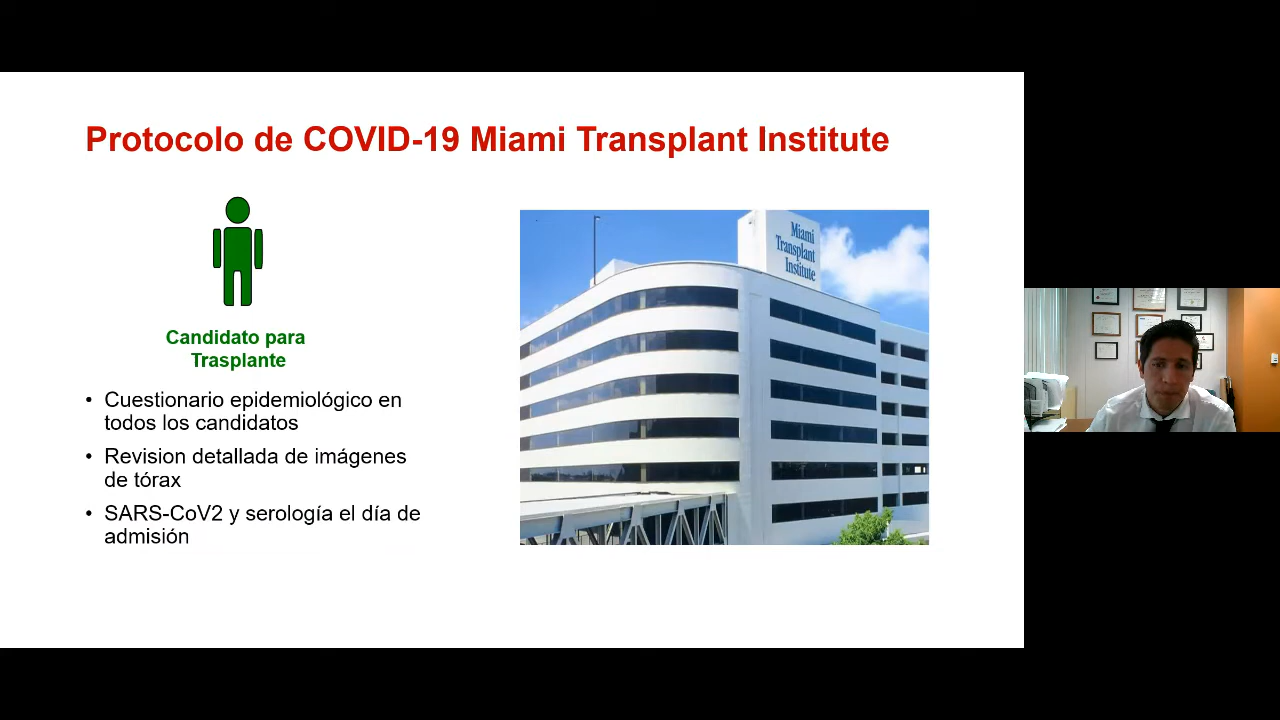 Protocolo de COVID-19 Miami Transplant Institute
Miami
Transplant
Institute
Candidato para
Trasplante
• Cuestionario epidemiológico en
todos los candidatos
• Revision detallada de imágenes
de tórax
• SARS-CoV2 y serología el día de
admisión